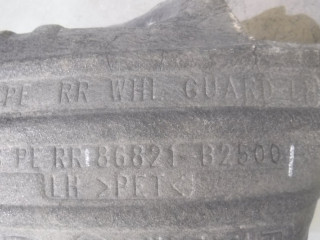 PE RR WHL GUARD-LH
PE RR 86821-B2500
LH >PET<